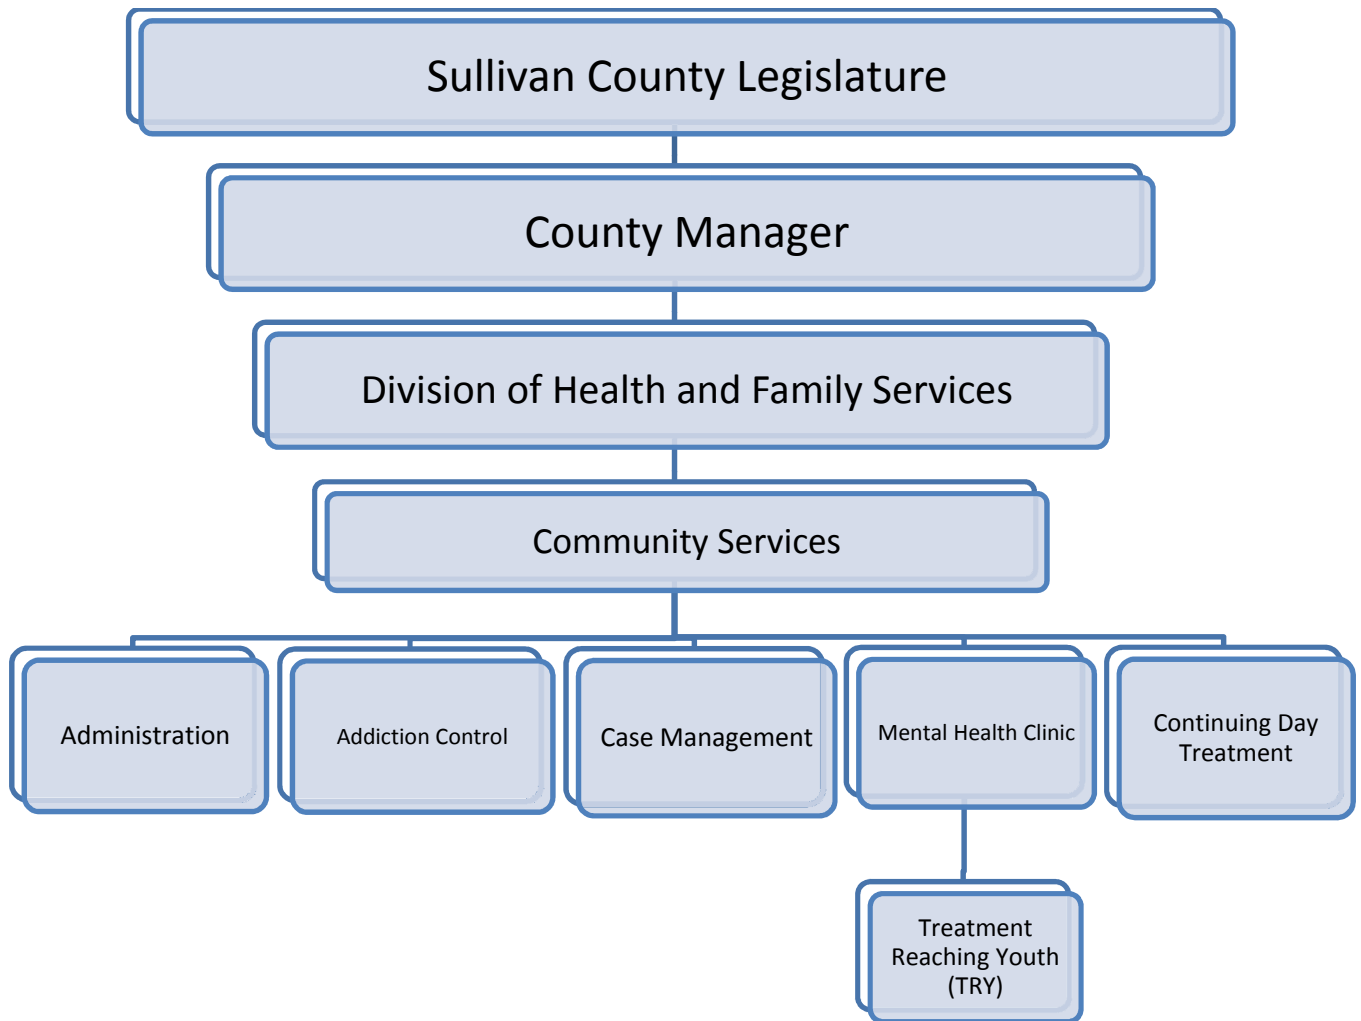 Sullivan County Legislature
County Manager
Division of Health and Family Services
Community Services
Administration
Addiction Control
Case Management
Mental Health Clinic
Continuing Day
Treatment
Treatment
Reaching Youth
(TRY)